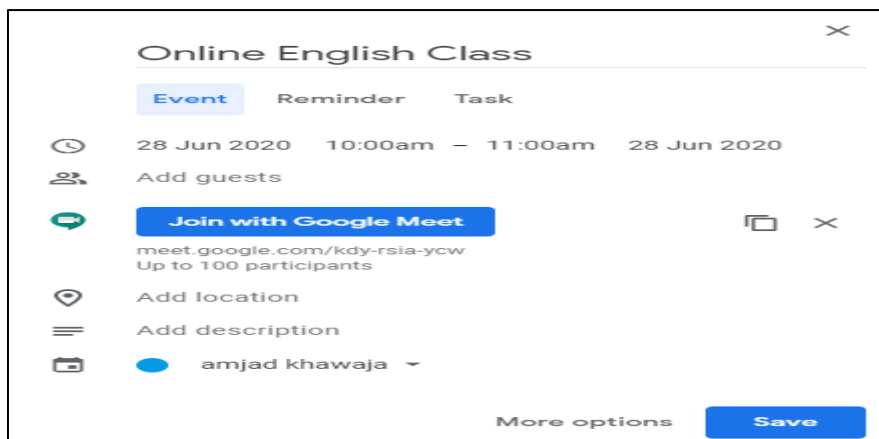 Online English Class
Event Reminder Task
28 Jun 2020 10:00am – 11:00am 28 Jun 2020
Add guests
Join with Google Meet
meet.google.com/kdy-rsia-ycw
Up to 100 participants
Add location
Add description
amjad khawaja
More options Save